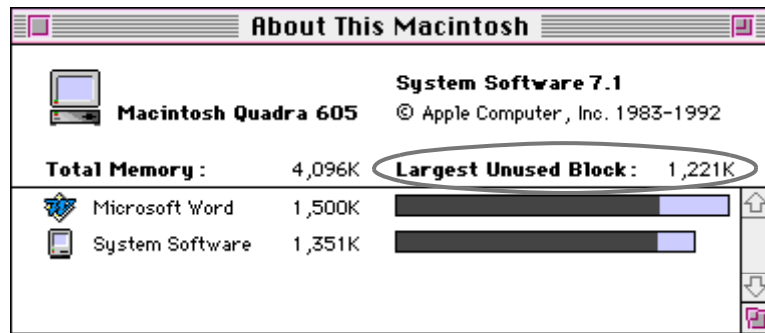 About This Macintosh
System Software 7.1
Macintosh Quadra 605 © Apple Computer, Inc. 1983-1992
Total Memory: 4,096K Largest Unused Block: 1,221K
Microsoft Word 1,500K
System Software 1,351K